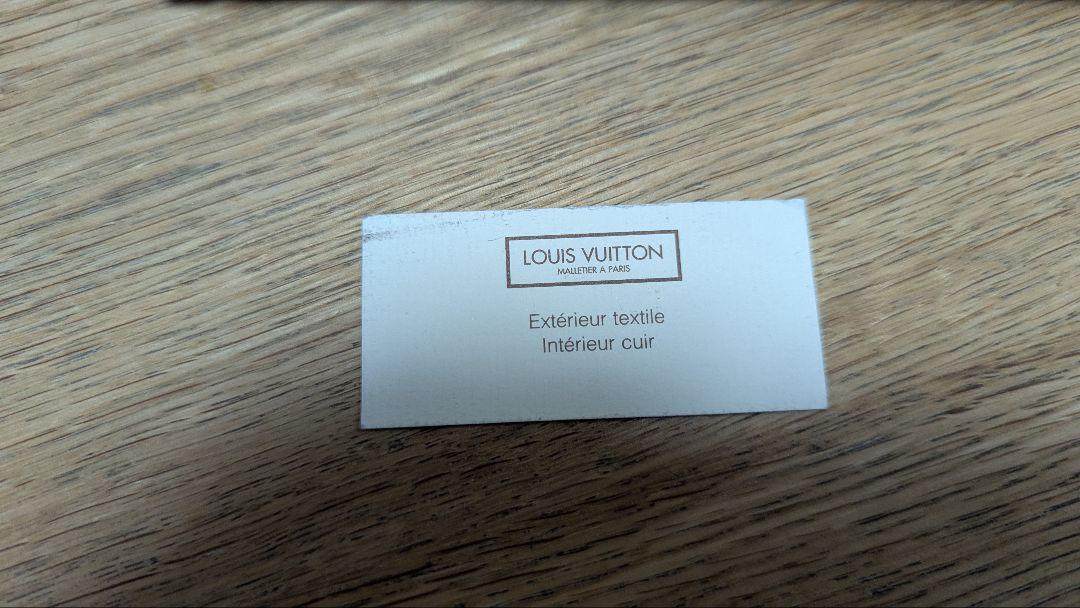 LOUIS VUITTON
MALLETIER A PARIS
Extérieur textile
Intérieur cuir